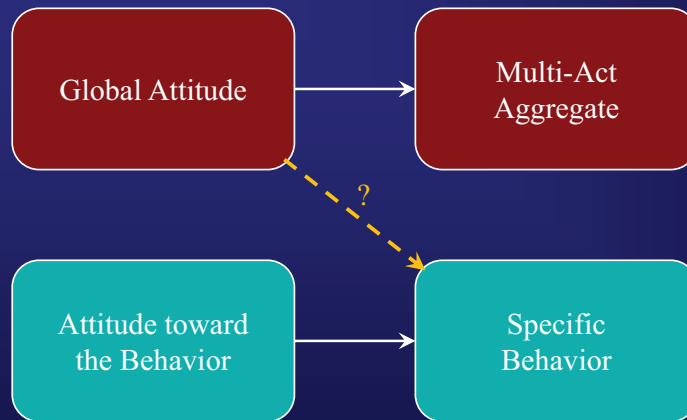 Global Attitude
Multi-Act
Aggregate
?
Attitude toward
the Behavior
Specific
Behavior